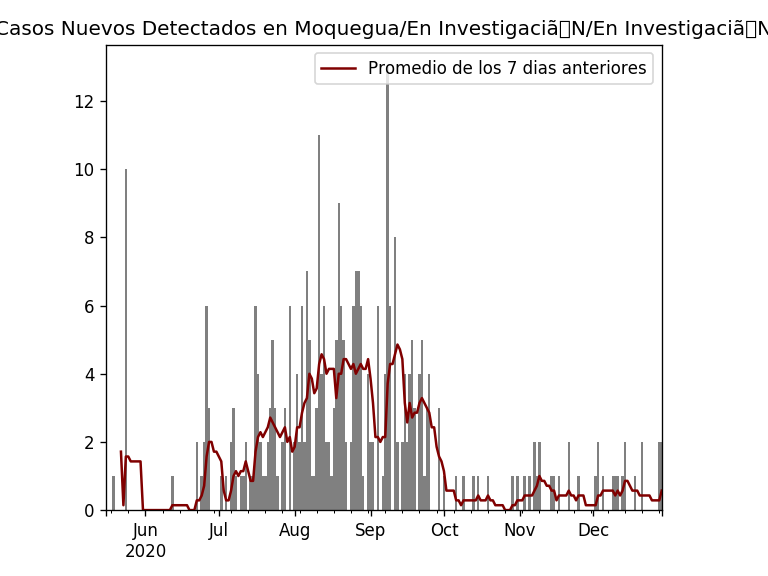 Casos Nuevos Detectados en Moquegua/En Investigaciã▯N/En Investigaciã▯N
Promedio de los 7 dias anteriores
12
10
8
6
4
2
0
Jun Jul Aug Sep Oct Nov Dec
2020